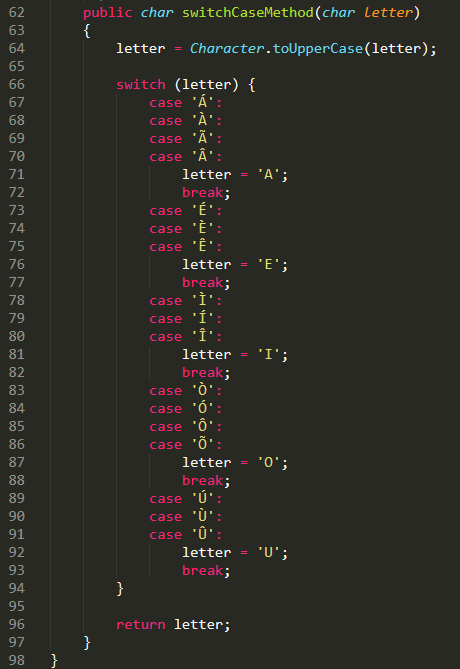 62 public char switchCaseMethod(char letter)
63 {
64 letter = Character.toUpperCase(letter);
65
66 switch (letter) {
67 case 'Á':
68 case 'À':
69 case 'Ã':
70 case 'Â':
71 letter = 'A';
72 break;
73 case 'É':
74 case 'È':
75 case 'Ê':
76 letter = 'E';
77 break;
78 case 'Ì':
79 case 'Í':
80 case 'Î':
81 letter = 'I';
82 break;
83 case 'Ò':
84 case 'Ó':
85 case 'Ô':
86 case 'Õ':
87 letter = 'O';
88 break;
89 case 'Ú':
90 case 'Ù':
91 case 'Û':
92 letter = 'U';
93 break;
94 }
95
96 return letter;
97 }
98 }